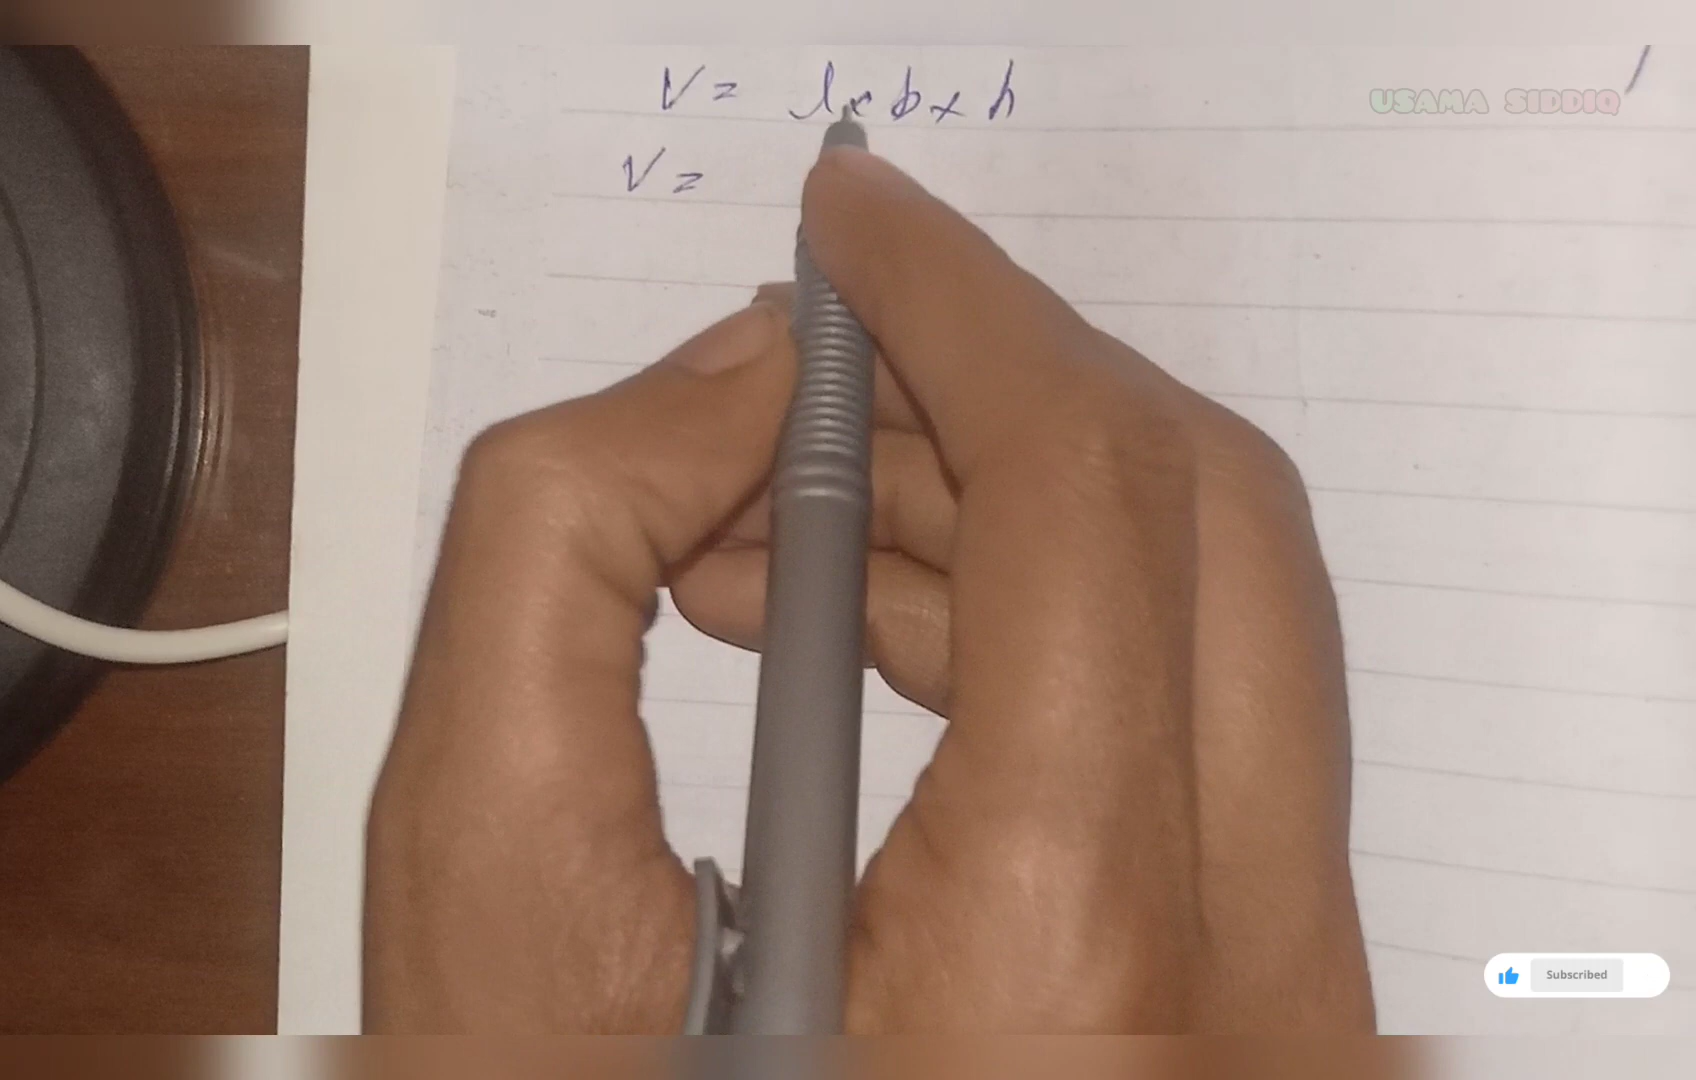 V = l × b × h
USAMA SIDDIQ
V =
Subscribed